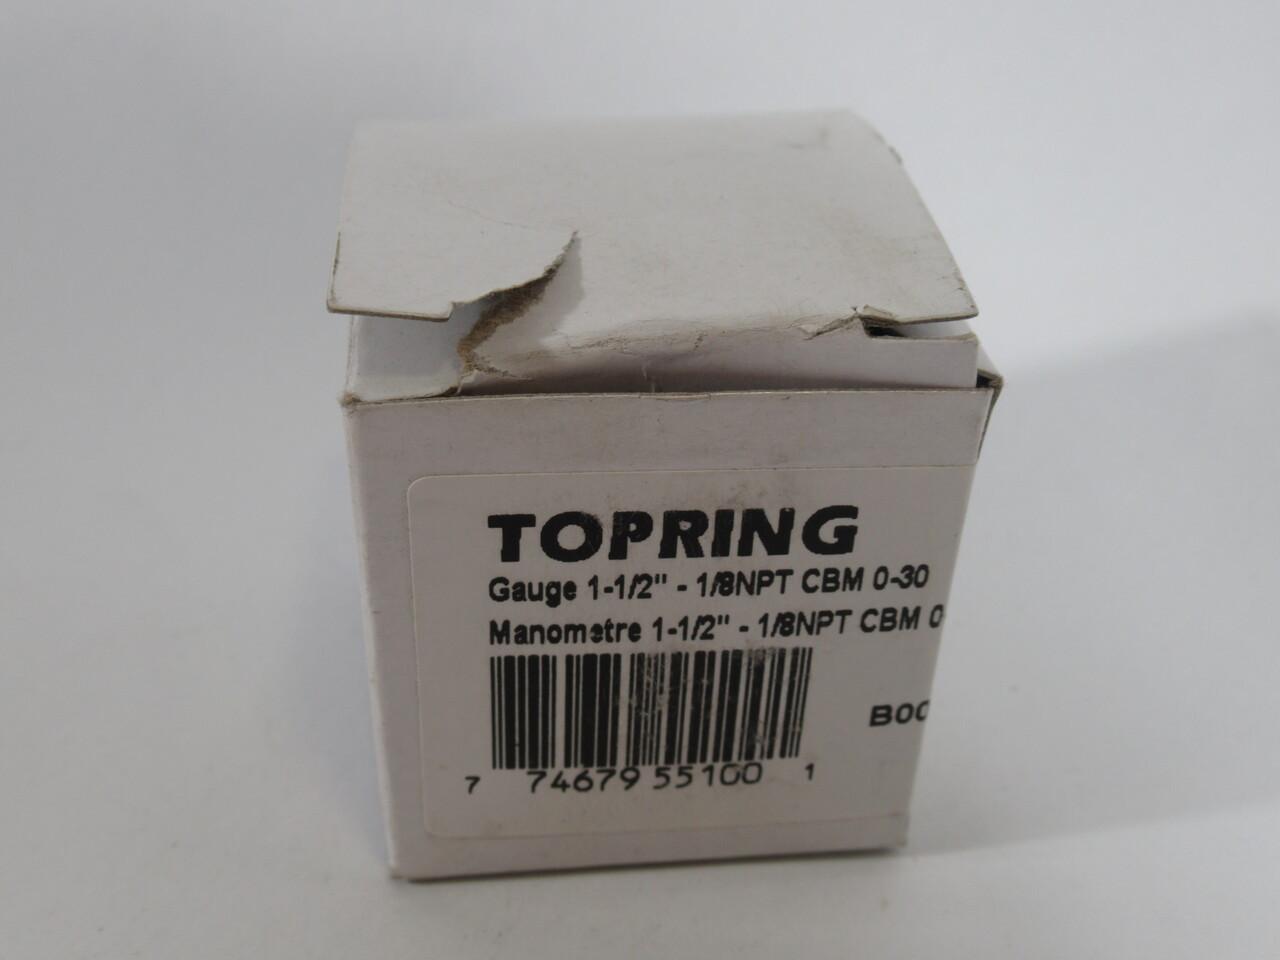 TOPRING
Gauge 1-1/2" - 1/8NPT CBM 0-30
Manometre 1-1/2" - 1/8NPT CBM 0-
B00
7 74679 55100 1